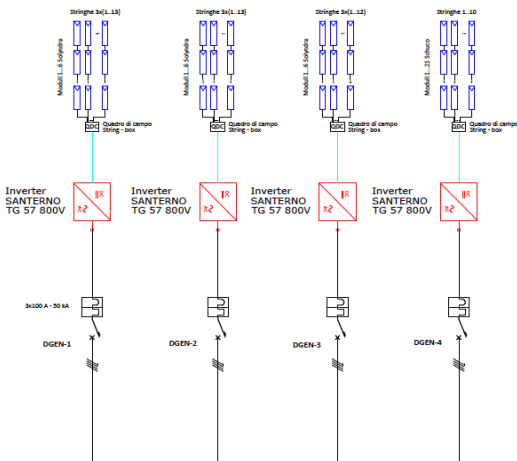 Stringhe 3x(1..13)
Stringhe 3x(1..13)
Stringhe 3x(1..12)
Stringhe 1..10
Moduli 1...6 Solyndra
Moduli 1...6 Solyndra
Moduli 1...6 Solyndra
Moduli 1...21 Schuco
QDC
Quadro di campo
String - box
QDC
Quadro di campo
String - box
QDC
Quadro di campo
String - box
QDC
Quadro di campo
String - box
Inverter
SANTERNO
TG 57 800V
Inverter
SANTERNO
TG 57 800V
Inverter
SANTERNO
TG 57 800V
Inverter
SANTERNO
TG 57 800V
3x100 A - 50 kA
DGEN-1
DGEN-2
DGEN-3
DGEN-4